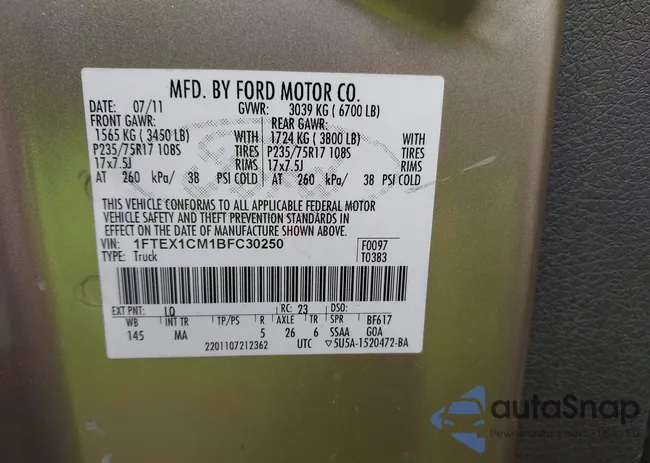 MFD. BY FORD MOTOR CO.
DATE: 07/11 GVWR: 3039 KG ( 6700 LB)
FRONT GAWR: REAR GAWR:
1565 KG ( 3450 LB) WITH 1724 KG ( 3800 LB) WITH
P235/75R17 108S TIRES P235/75R17 108S TIRES
17x7.5J RIMS 17x7.5J RIMS
AT 260 kPa/ 38 PSI COLD AT 260 kPa/ 38 PSI COLD
THIS VEHICLE CONFORMS TO ALL APPLICABLE FEDERAL MOTOR
VEHICLE SAFETY AND THEFT PREVENTION STANDARDS IN
EFFECT ON THE DATE OF MANUFACTURE SHOWN ABOVE.
VIN: 1FTEX1CM1BFC30250 F0097
TYPE: Truck T0383
EXT PNT: LQ RC: 23 DSO:
WB INT TR TP/PS R AXLE TR SPR BF617
145 MA 5 26 6 SSAA GOA
2201107212362 UTC ▽5U5A-1520472-BA
autoSnap